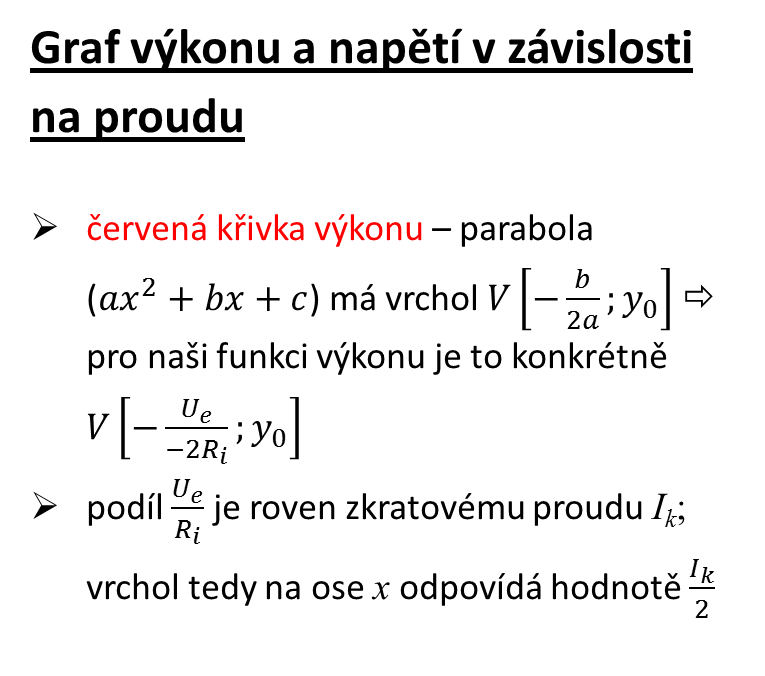 Graf výkonu a napětí v závislosti
na proudu
➢ červená křivka výkonu – parabola
(𝑎𝑥² + 𝑏𝑥 + 𝑐) má vrchol 𝑉 [−𝑏/2𝑎; 𝑦₀] ⇨
pro naši funkci výkonu je to konkrétně
𝑉 [−𝑈ₑ/−2𝑅ᵢ; 𝑦₀]
➢ podíl 𝑈ₑ/𝑅ᵢ je roven zkratovému proudu Iₖ;
vrchol tedy na ose x odpovídá hodnotě 𝐼ₖ/2